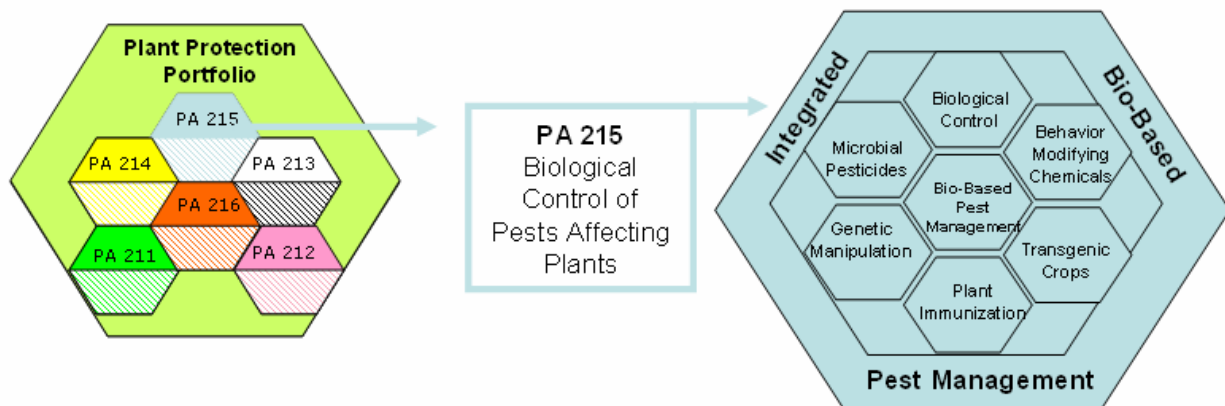 Plant Protection
Portfolio
PA 215
PA 214
PA 213
PA 216
PA 211
PA 212
PA 215
Biological
Control of
Pests Affecting
Plants
Integrated
Bio-Based
Pest Management
Biological
Control
Microbial
Pesticides
Behavior
Modifying
Chemicals
Bio-Based
Pest
Management
Genetic
Manipulation
Transgenic
Crops
Plant
Immunization